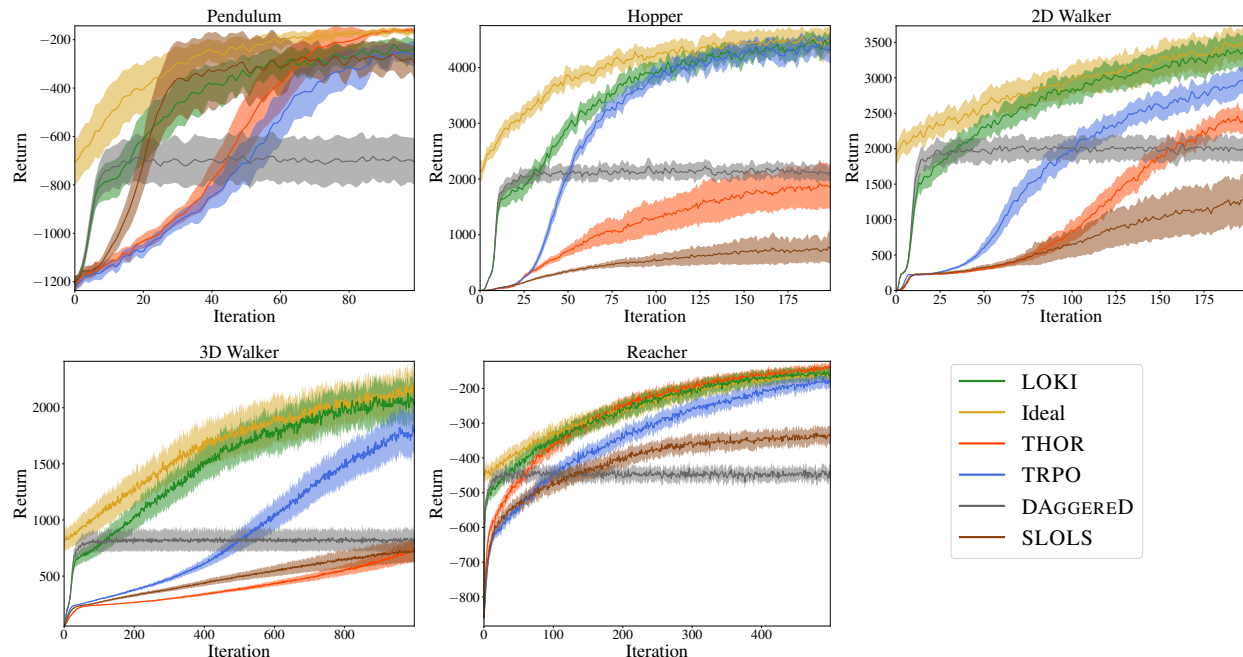 Pendulum
−200
−400
−600
−800
−1000
−1200
Return
0 20 40 60 80
Iteration
Hopper
4000
3000
2000
1000
0
Return
0 25 50 75 100 125 150 175
Iteration
2D Walker
3500
3000
2500
2000
1500
1000
500
0
Return
0 25 50 75 100 125 150 175
Iteration
3D Walker
2000
1500
1000
500
Return
0 200 400 600 800
Iteration
Reacher
−200
−300
−400
−500
−600
−700
−800
Return
0 100 200 300 400
Iteration
LOKI
Ideal
THOR
TRPO
DAGGERED
SLOLS